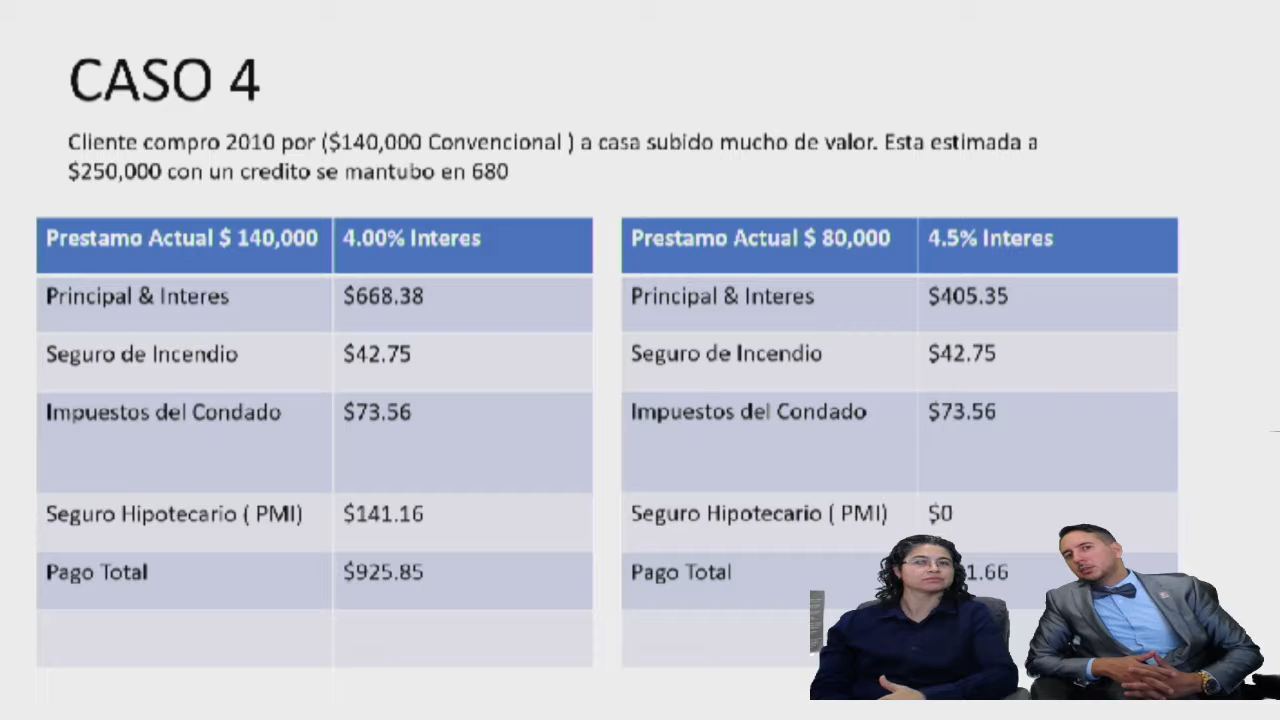 CASO 4
Cliente compro 2010 por ($140,000 Convencional ) a casa subido mucho de valor. Esta estimada a
$250,000 con un credito se mantubo en 680
Prestamo Actual $ 140,000 4.00% Interes
Principal & Interes $668.38
Seguro de Incendio $42.75
Impuestos del Condado $73.56
Seguro Hipotecario ( PMI) $141.16
Pago Total $925.85
Prestamo Actual $ 80,000 4.5% Interes
Principal & Interes $405.35
Seguro de Incendio $42.75
Impuestos del Condado $73.56
Seguro Hipotecario ( PMI) $0
Pago Total 1.66